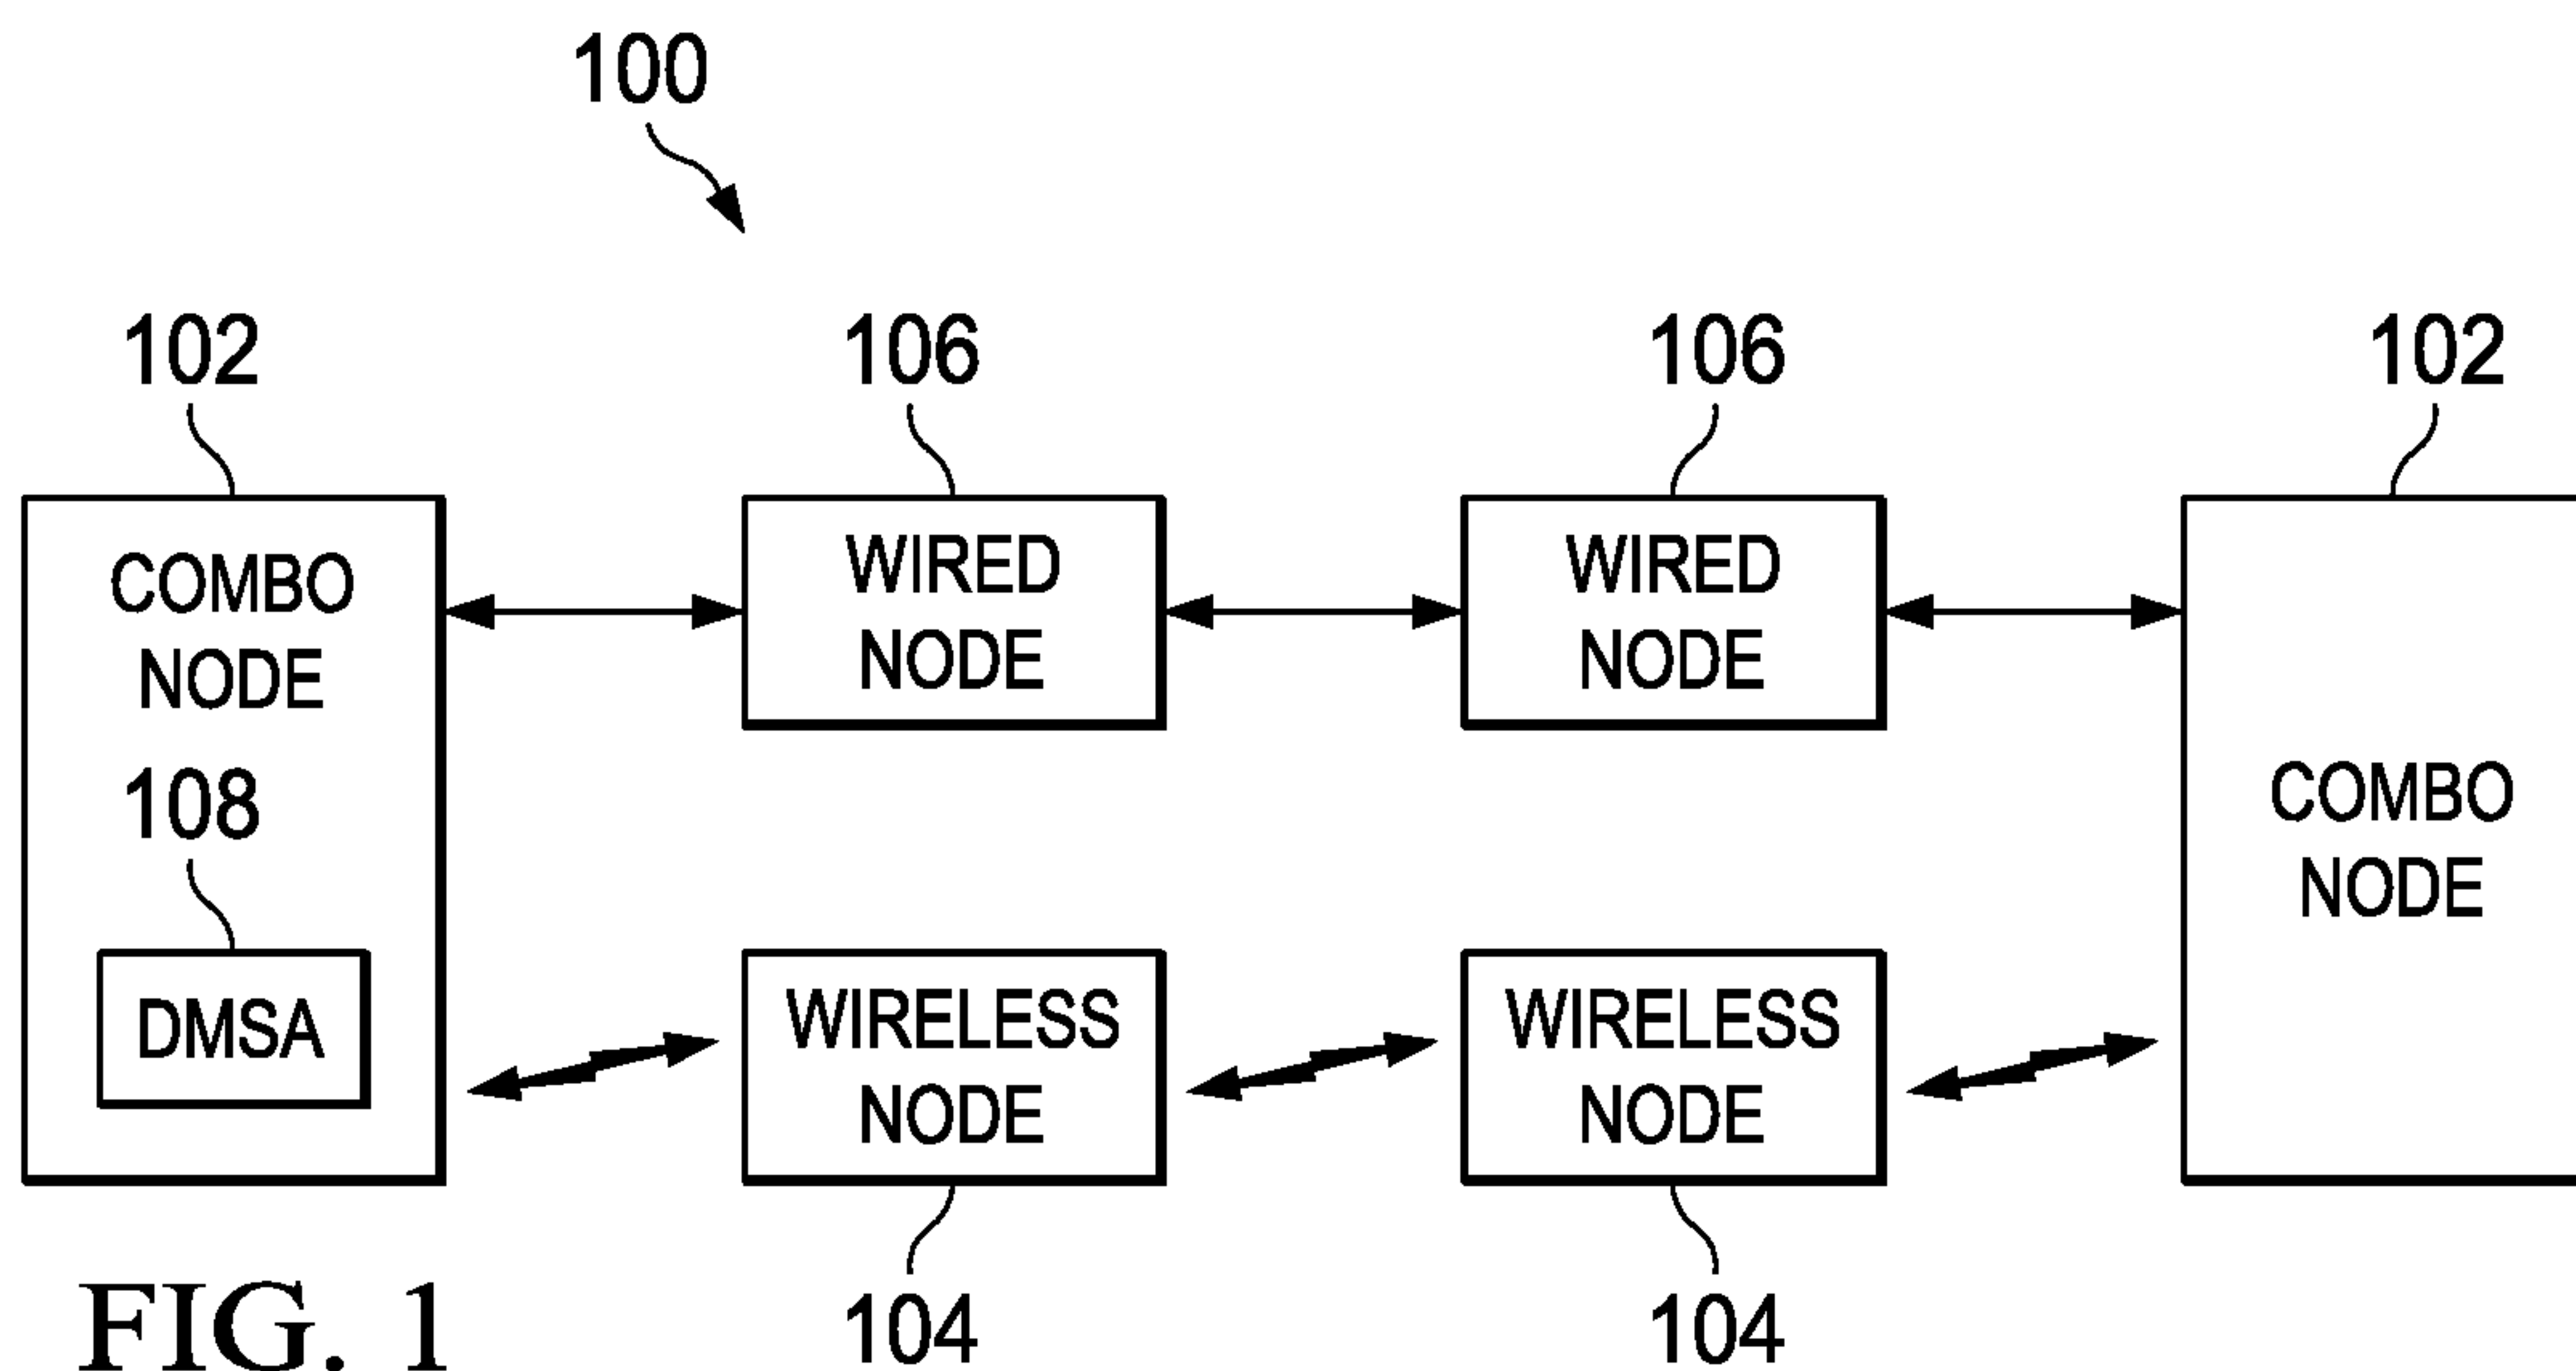 100
102
106
106
102
COMBO
NODE
WIRED
NODE
WIRED
NODE
COMBO
NODE
108
DMSA
WIRELESS
NODE
WIRELESS
NODE
104
104
FIG. 1